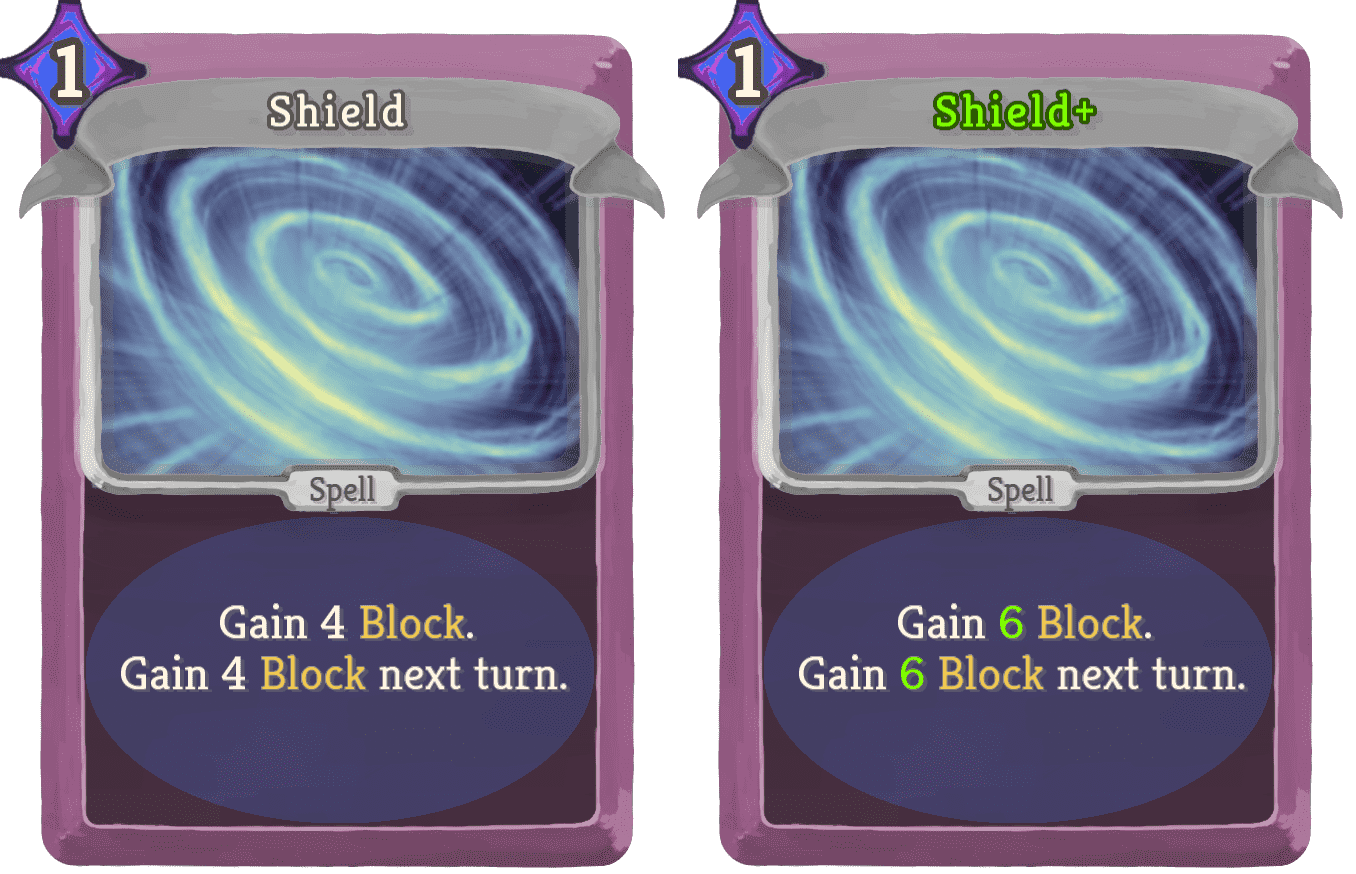 1
Shield
Spell
Gain 4 Block.
Gain 4 Block next turn.
1
Shield+
Spell
Gain 6 Block.
Gain 6 Block next turn.